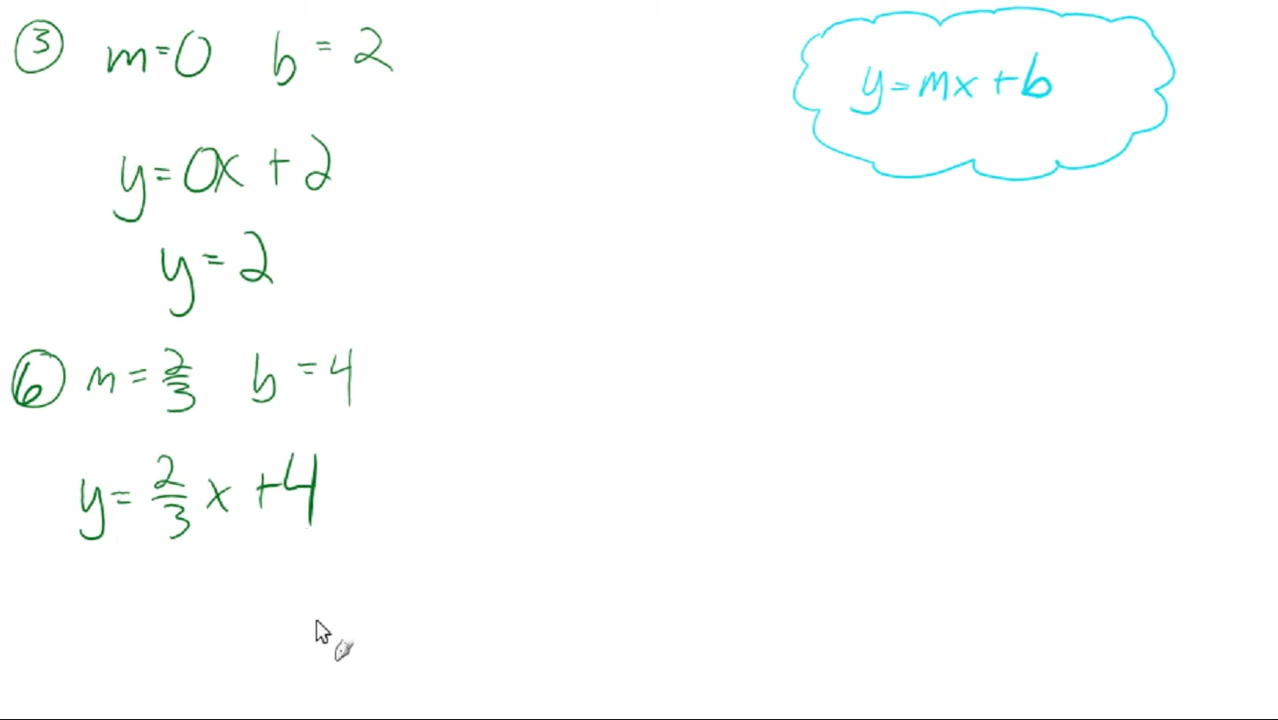 ③ m=0 b=2
y=mx+b
y=0x+2
y=2
⑥ m=2/3 b=4
y=2/3x+4